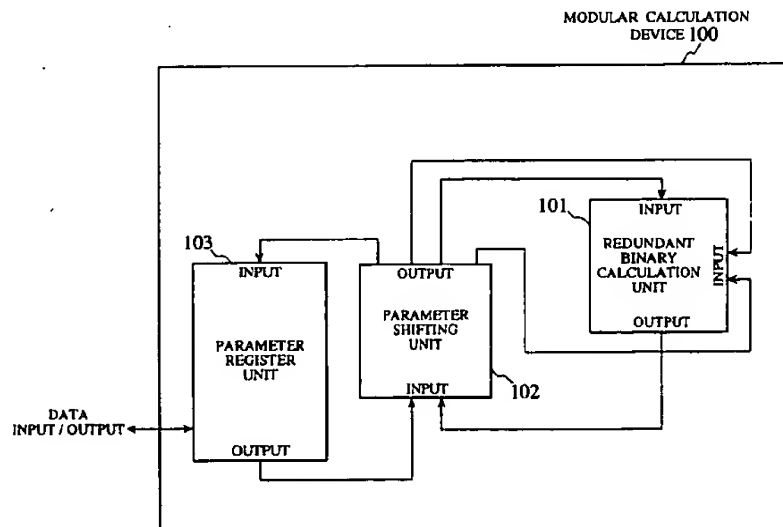 MODULAR CALCULATION
DEVICE 100
101
INPUT
REDUNDANT
BINARY
CALCULATION
UNIT
INPUT
OUTPUT
103
INPUT
PARAMETER
REGISTER
UNIT
OUTPUT
OUTPUT
PARAMETER
SHIFTING
UNIT
INPUT
102
DATA
INPUT / OUTPUT